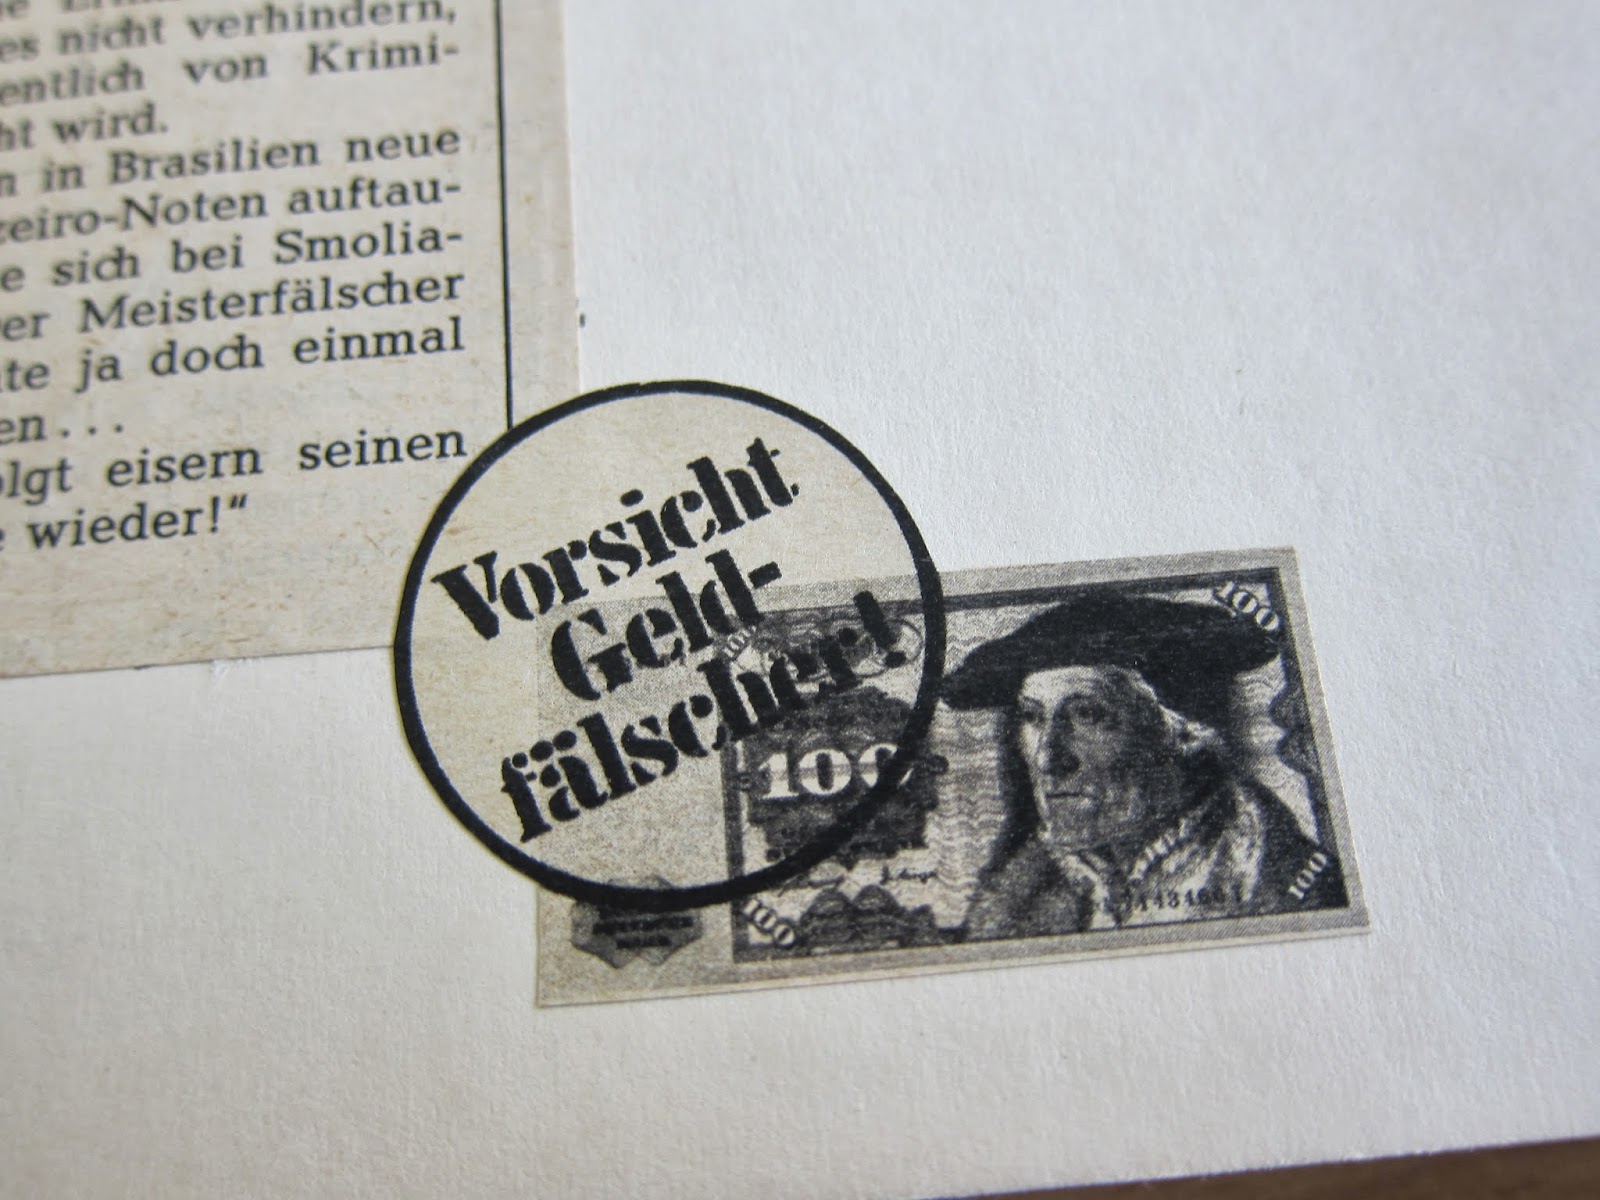 es nicht verhindern,
entlich von Krimi-
ht wird.
n in Brasilien neue
zeiro-Noten auftau-
e sich bei Smolia-
er Meisterfälscher
te ja doch einmal
en...
olgt eisern seinen
e wieder!“
Vorsicht
Geld-
fälscher!
100
100
100
100
100